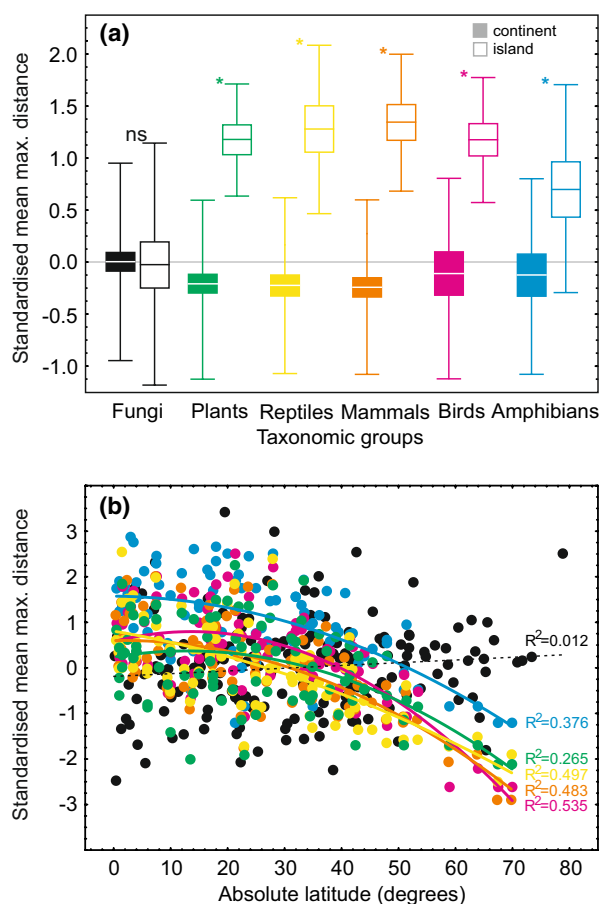 (a)
continent
island
Standardised mean max. distance
2.0
1.5
1.0
0.5
0.0
-0.5
-1.0
ns
*
*
*
*
*
Fungi Plants Reptiles Mammals Birds Amphibians
Taxonomic groups
(b)
Standardised mean max. distance
3
2
1
0
-1
-2
-3
R²=0.012
R²=0.376
R²=0.265
R²=0.497
R²=0.483
R²=0.535
0 10 20 30 40 50 60 70 80
Absolute latitude (degrees)